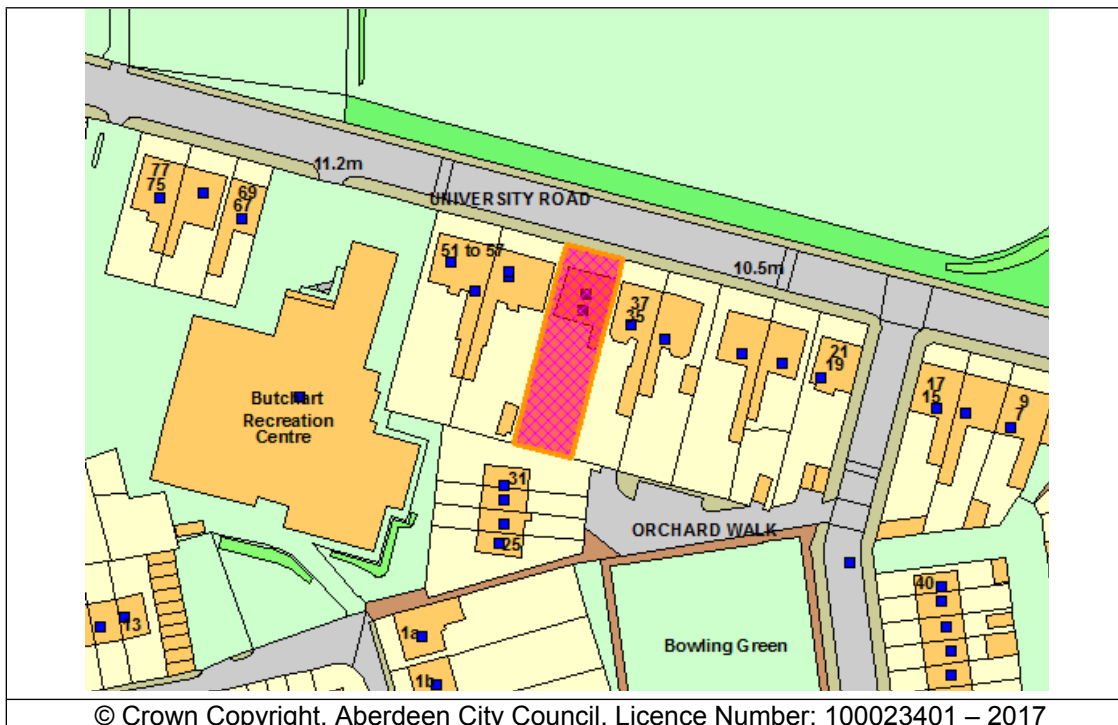 11.2m
77
75
69
67
UNIVERSITY ROAD
51 to 57
10.5m
37
35
21
19
17
15
9
7
Butchart
Recreation
Centre
31
25
ORCHARD WALK
40
13
1a
1b
Bowling Green
© Crown Copyright. Aberdeen City Council. Licence Number: 100023401 – 2017